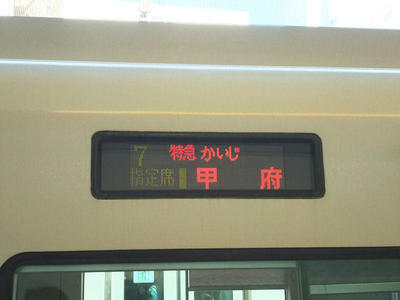 7 特急 かいじ
指定席 甲府